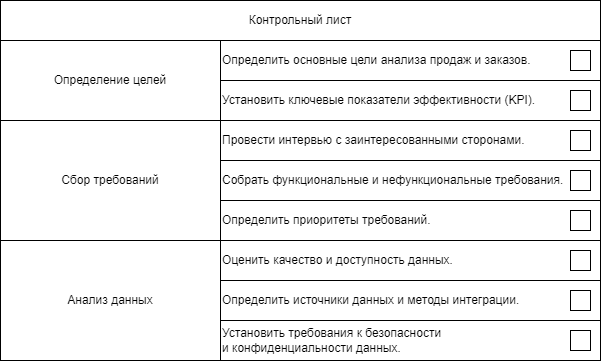 Контрольный лист
Определение целей
Определить основные цели анализа продаж и заказов.
Установить ключевые показатели эффективности (KPI).
Сбор требований
Провести интервью с заинтересованными сторонами.
Собрать функциональные и нефункциональные требования.
Определить приоритеты требований.
Анализ данных
Оценить качество и доступность данных.
Определить источники данных и методы интеграции.
Установить требования к безопасности
и конфиденциальности данных.